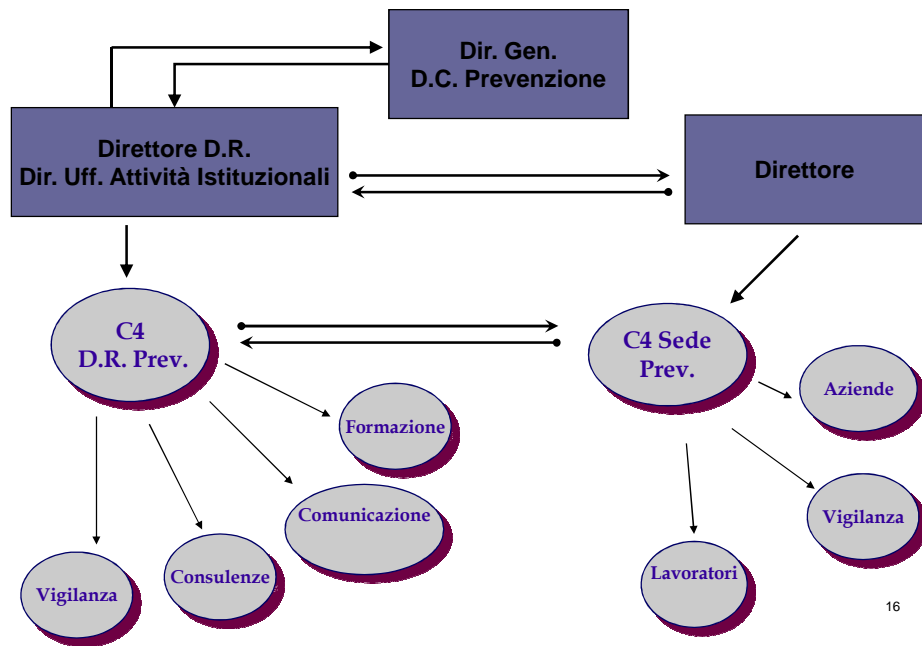 Dir. Gen.
D.C. Prevenzione
Direttore D.R.
Dir. Uff. Attività Istituzionali
Direttore
C4
D.R. Prev.
C4 Sede
Prev.
Aziende
Formazione
Comunicazione
Vigilanza
Consulenze
Lavoratori
Vigilanza
16